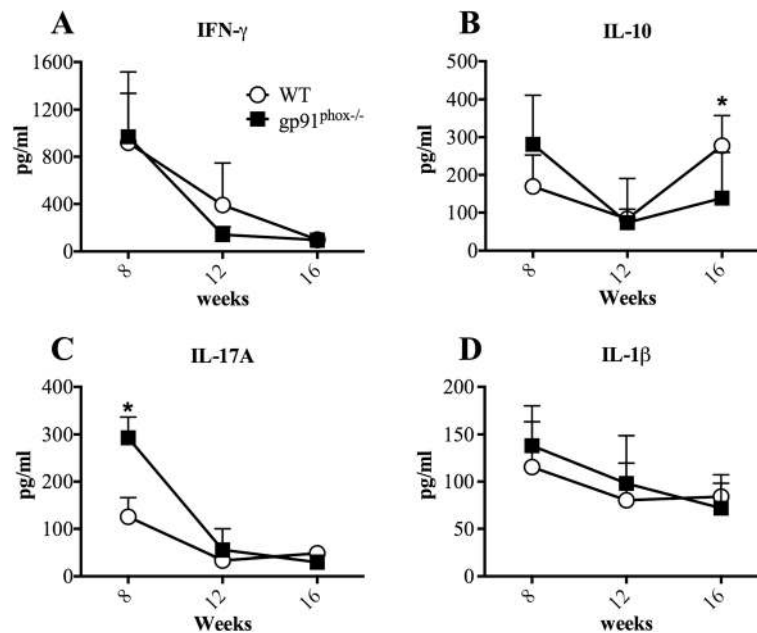 A
IFN-γ
1600
1200
800
400
0
pg/ml
WT
gp91phox-/-
8
12
16
weeks
B
IL-10
*
500
400
300
200
100
0
pg/ml
8
12
16
Weeks
C
IL-17A
*
400
300
200
100
0
pg/ml
8
12
16
Weeks
D
IL-1β
200
150
100
50
0
pg/ml
8
12
16
weeks